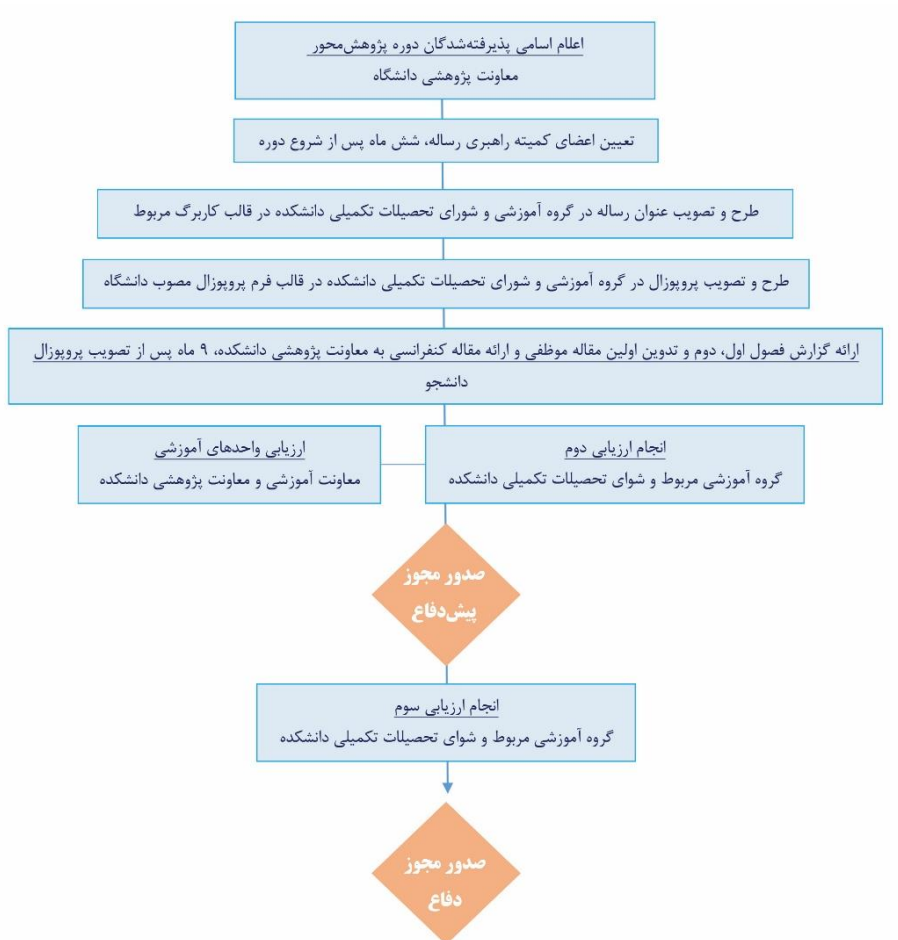 اعلام اسامی پذیرفته‌شدگان دوره پژوهش‌محور
معاونت پژوهشی دانشگاه
تعیین اعضای کمیته راهبری رساله، شش ماه پس از شروع دوره
طرح و تصویب عنوان رساله در گروه آموزشی و شورای تحصیلات تکمیلی دانشکده در قالب کاربرگ مربوط
طرح و تصویب پروپوزال در گروه آموزشی و شورای تحصیلات تکمیلی دانشکده در قالب فرم پروپوزال مصوب دانشگاه
ارائه گزارش فصول اول، دوم و تدوین اولین مقاله موظفی و ارائه مقاله کنفرانسی به معاونت پژوهشی دانشکده، ۹ ماه پس از تصویب پروپوزال
دانشجو
انجام ارزیابی دوم
گروه آموزشی مربوط و شوای تحصیلات تکمیلی دانشکده
ارزیابی واحدهای آموزشی
معاونت آموزشی و معاونت پژوهشی دانشکده
صدور مجوز
پیش‌دفاع
انجام ارزیابی سوم
گروه آموزشی مربوط و شوای تحصیلات تکمیلی دانشکده
صدور مجوز
دفاع